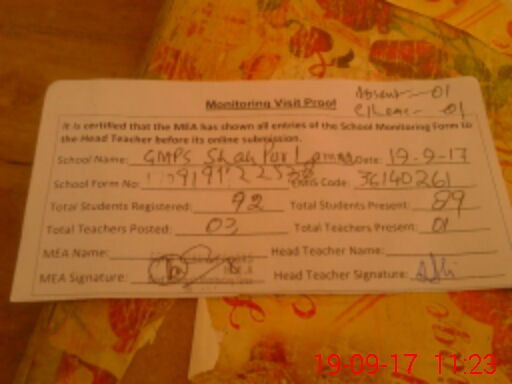 Absent - 01
01
Monitoring Visit Proof
It is certified that the MEA has shown all entries of the School Monitoring Form to
the Head Teacher before its online submission.
School Name: GMPS Shah Pur Date: 19-9-17
School Form No: EMIS Code: 36140261
Total Students Registered: 92 Total Students Present: 89
Total Teachers Posted: 03 Total Teachers Present: 01
MEA Name: Head Teacher Name:
MEA Signature: Head Teacher Signature:
19-09-17 11:23